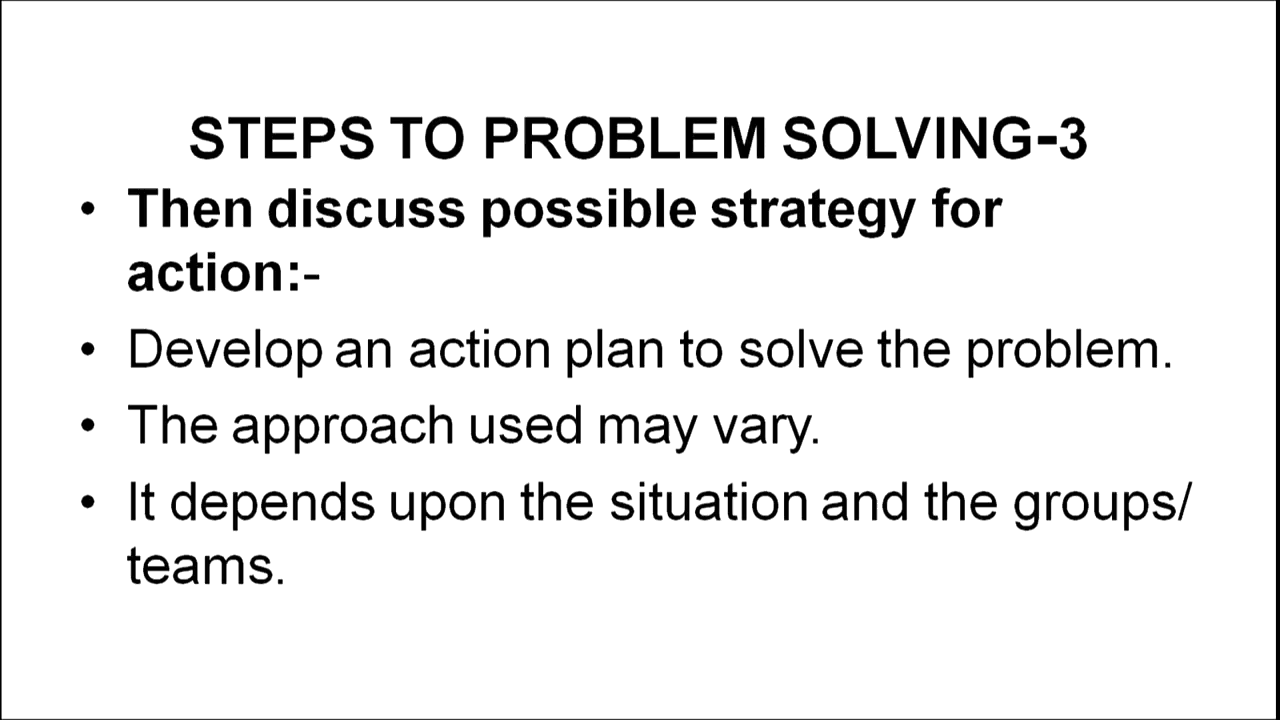 STEPS TO PROBLEM SOLVING-3
• Then discuss possible strategy for
action:-
• Develop an action plan to solve the problem.
• The approach used may vary.
• It depends upon the situation and the groups/
teams.